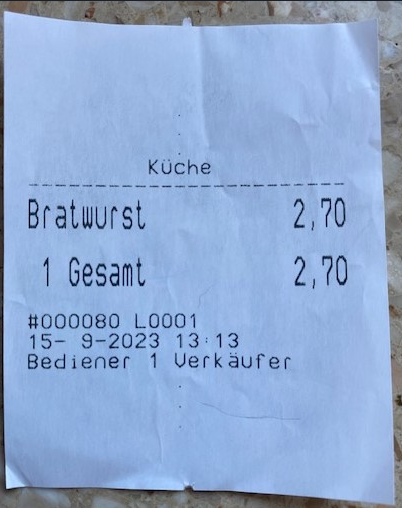 Küche
--------------------------------------------
Bratwurst 2,70
1 Gesamt 2,70
#000080 L0001
15- 9-2023 13:13
Bediener 1 Verkäufer